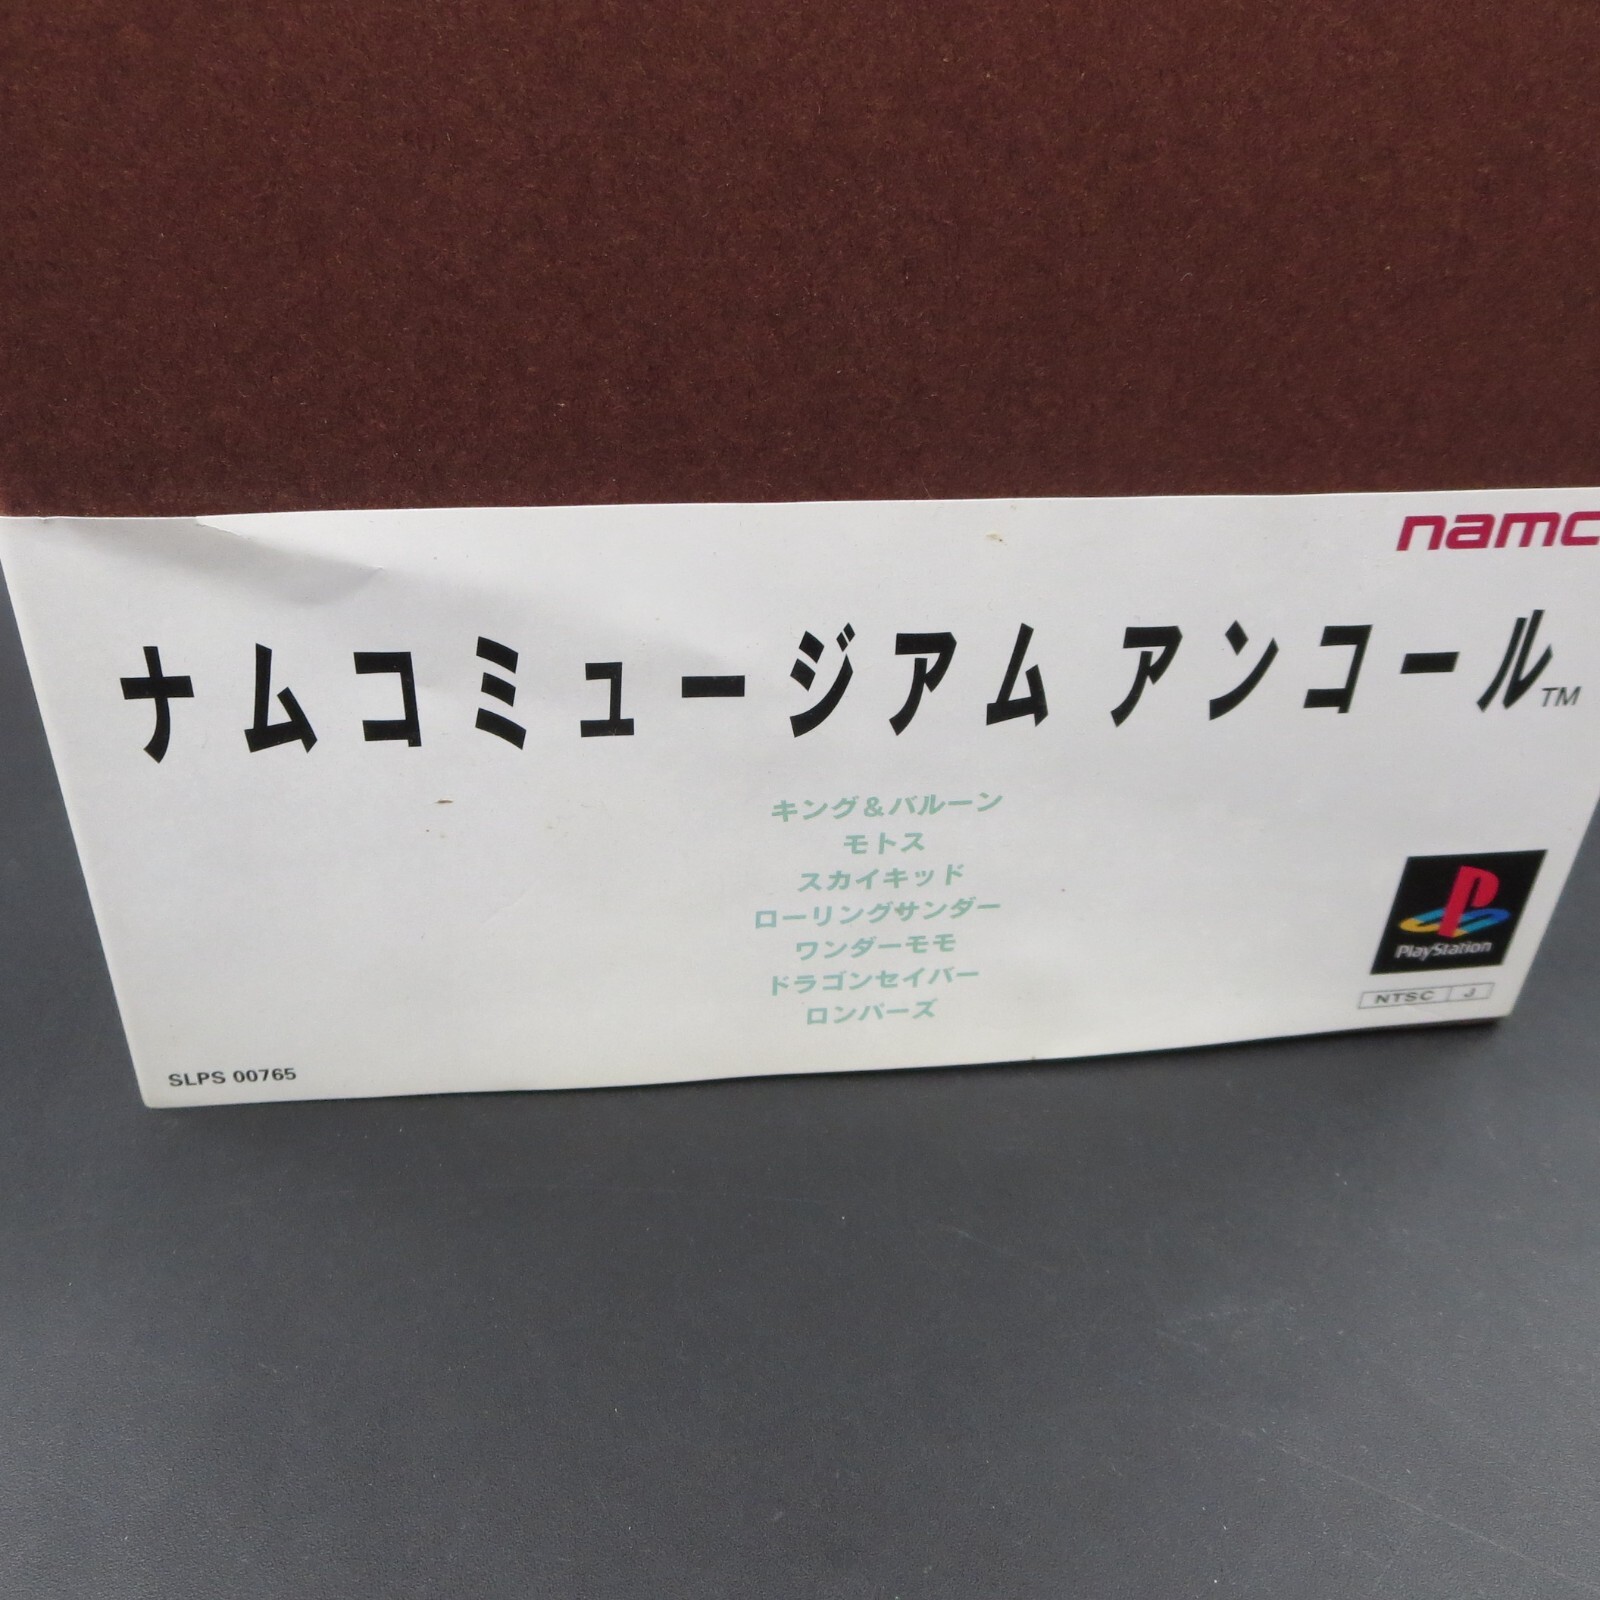 namc
ナムコミュージアム アンコール™
キング&バルーン
モトス
スカイキッド
ローリングサンダー
ワンダーモモ
ドラゴンセイバー
ロンパーズ
PlayStation
NTSC J
SLPS 00765